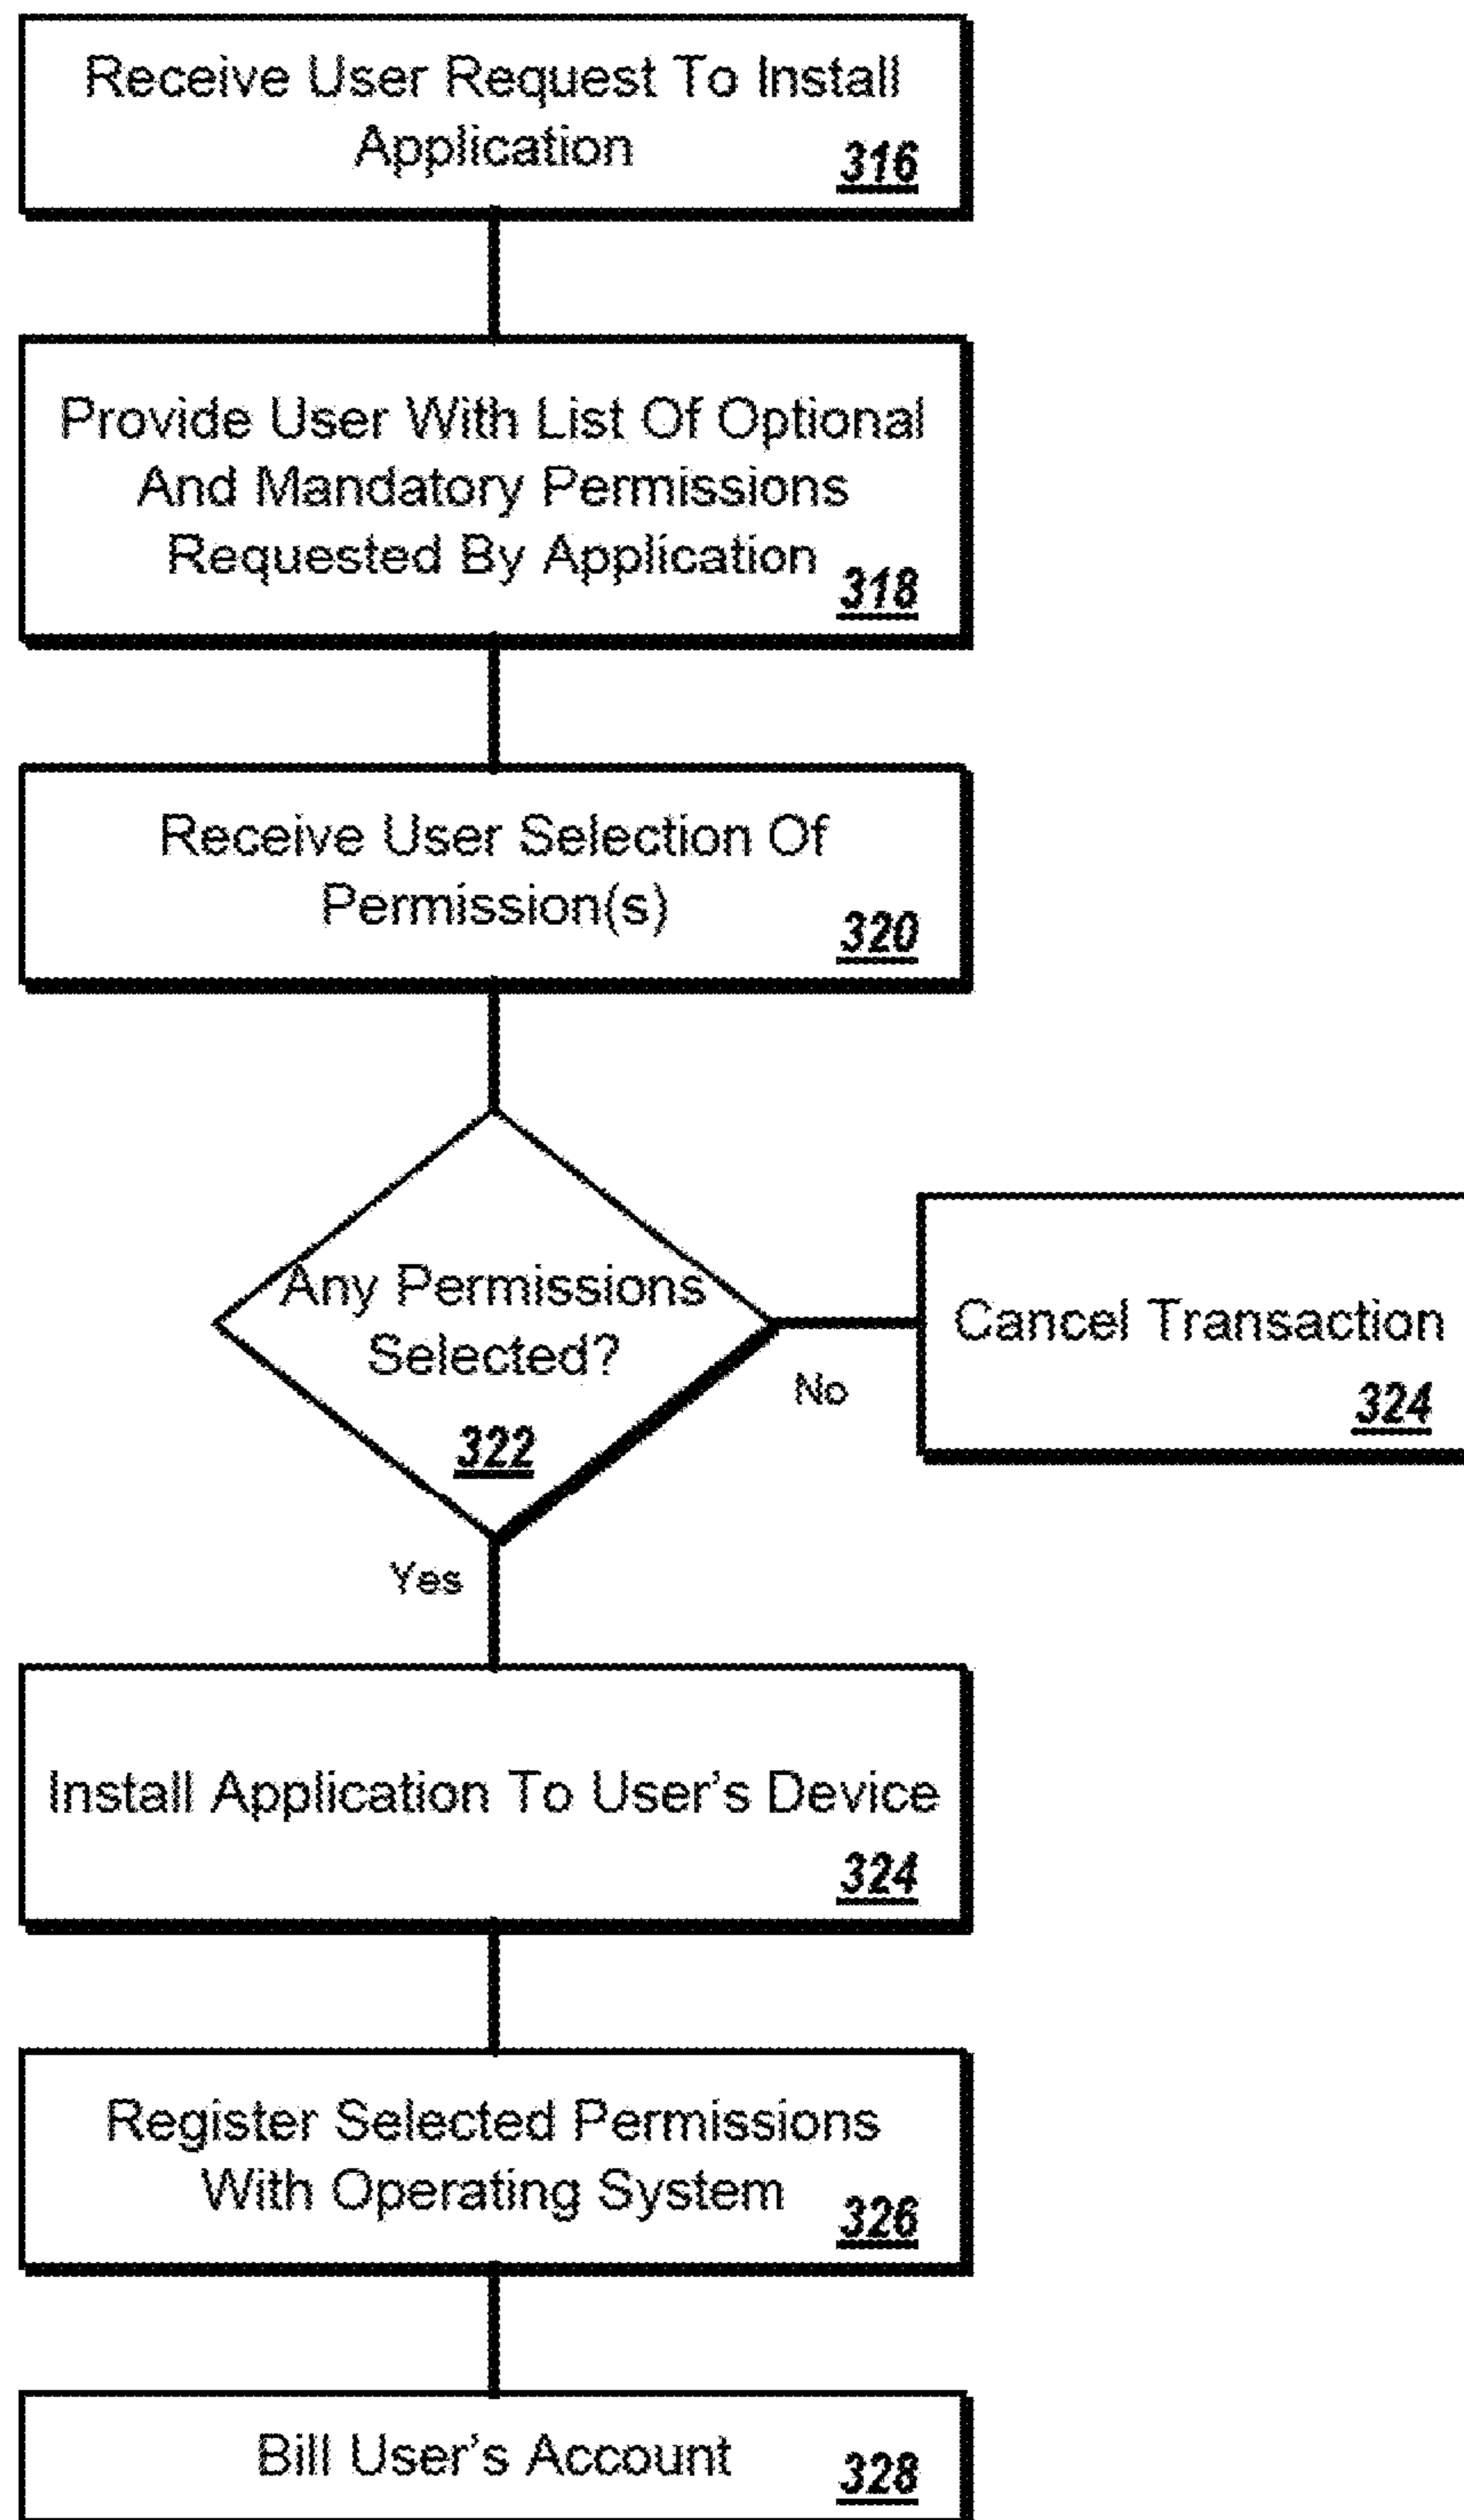 Receive User Request To Install
Application
316
Provide User With List Of Optional
And Mandatory Permissions
Requested By Application
318
Receive User Selection Of
Permission(s)
320
Any Permissions
Selected?
322
No
Cancel Transaction
324
Yes
Install Application To User's Device
324
Register Selected Permissions
With Operating System
326
Bill User's Account
328